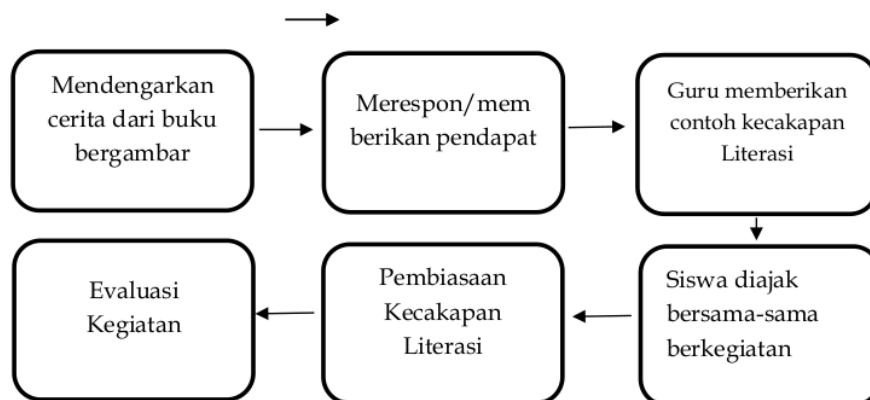 Mendengarkan
cerita dari buku
bergambar
Merespon/mem
berikan pendapat
Guru memberikan
contoh kecakapan
Literasi
Siswa diajak
bersama-sama
berkegiatan
Pembiasaan
Kecakapan
Literasi
Evaluasi
Kegiatan